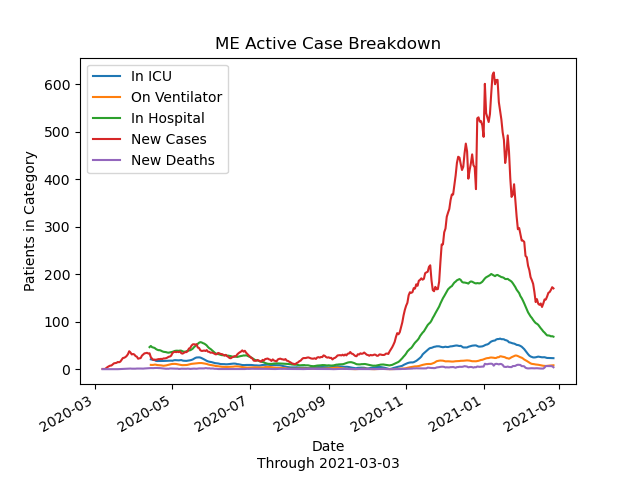 ME Active Case Breakdown
In ICU
On Ventilator
In Hospital
New Cases
New Deaths
Patients in Category
600
500
400
300
200
100
0
2020-03
2020-05
2020-07
2020-09
2020-11
2021-01
2021-03
Date
Through 2021-03-03